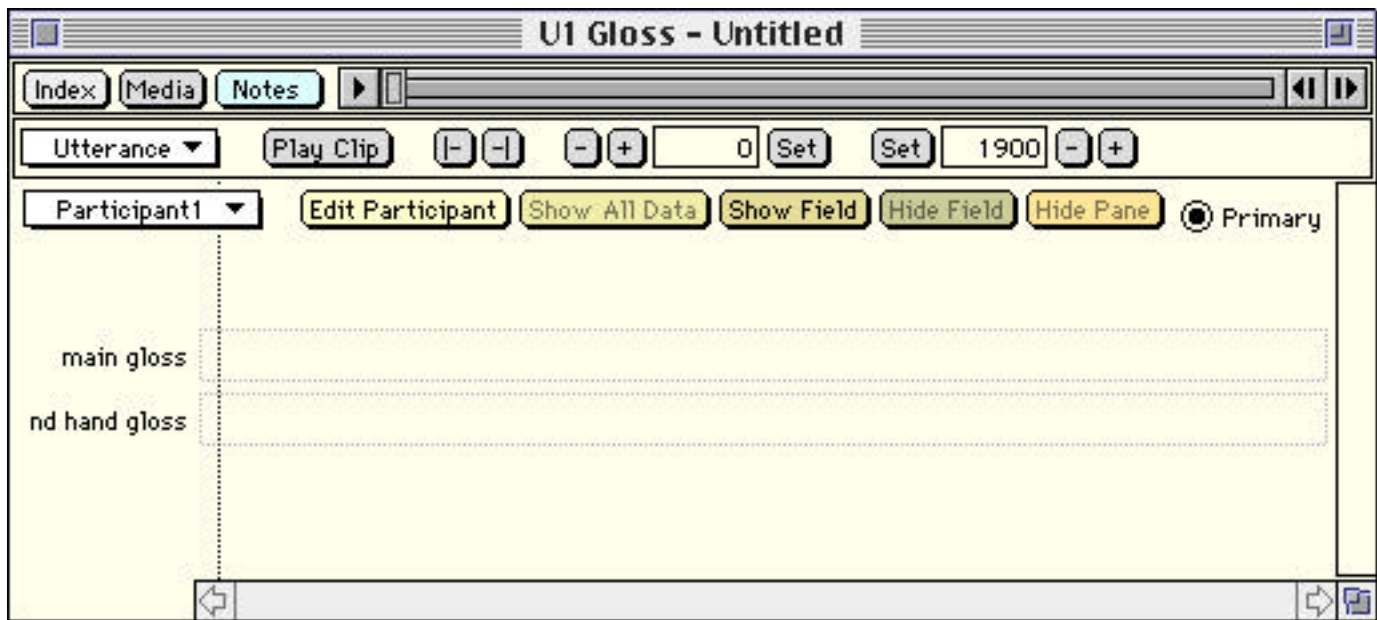 U1 Gloss - Untitled
Index Media Notes
Utterance Play Clip |- -| - + 0 Set Set 1900 - +
Participant1 Edit Participant Show All Data Show Field Hide Field Hide Pane Primary
main gloss
nd hand gloss